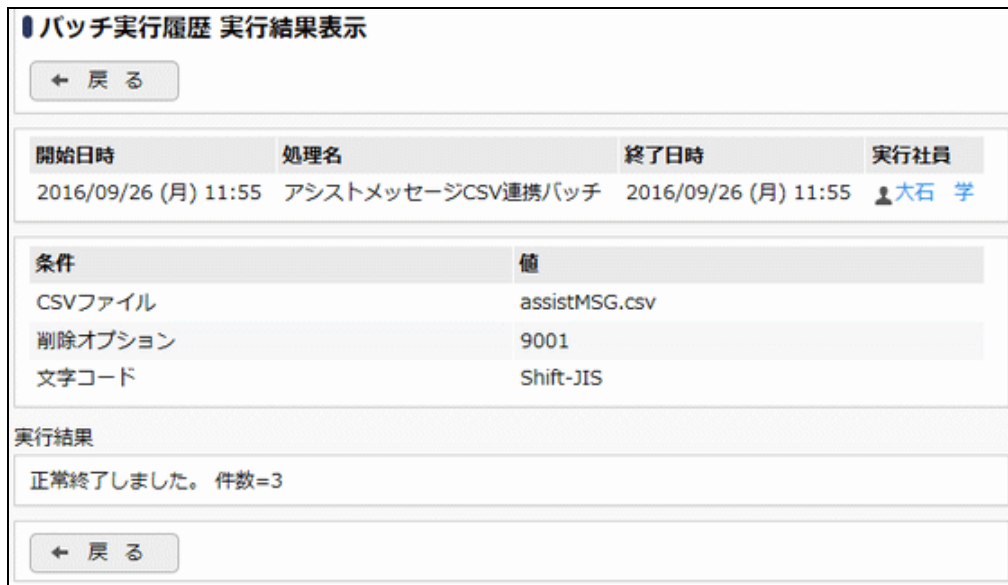 バッチ実行履歴 実行結果表示
← 戻 る
開始日時 処理名 終了日時 実行社員
2016/09/26 (月) 11:55 アシストメッセージCSV連携バッチ 2016/09/26 (月) 11:55 大石 学
条件 値
CSVファイル assistMSG.csv
削除オプション 9001
文字コード Shift-JIS
実行結果
正常終了しました。 件数=3
← 戻 る